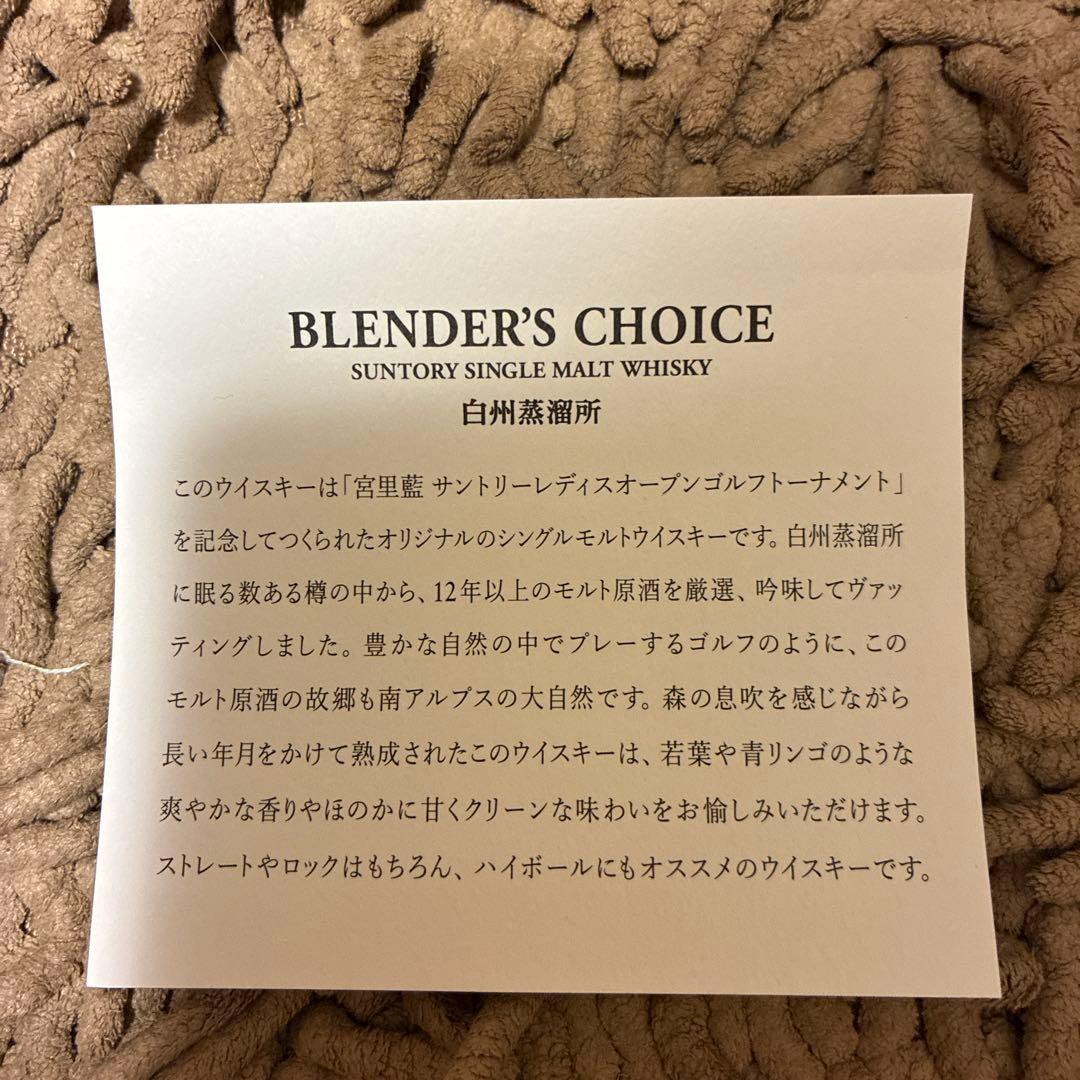 BLENDER'S CHOICE
SUNTORY SINGLE MALT WHISKY
白州蒸溜所
このウイスキーは「宮里藍 サントリーレディスオープンゴルフトーナメント」
を記念してつくられたオリジナルのシングルモルトウイスキーです。白州蒸溜所
に眠る数ある樽の中から、12年以上のモルト原酒を厳選、吟味してヴァッ
ティングしました。豊かな自然の中でプレーするゴルフのように、この
モルト原酒の故郷も南アルプスの大自然です。森の息吹を感じながら
長い年月をかけて熟成されたこのウイスキーは、若葉や青リンゴのような
爽やかな香りやほのかに甘くクリーンな味わいをお愉しみいただけます。
ストレートやロックはもちろん、ハイボールにもオススメのウイスキーです。